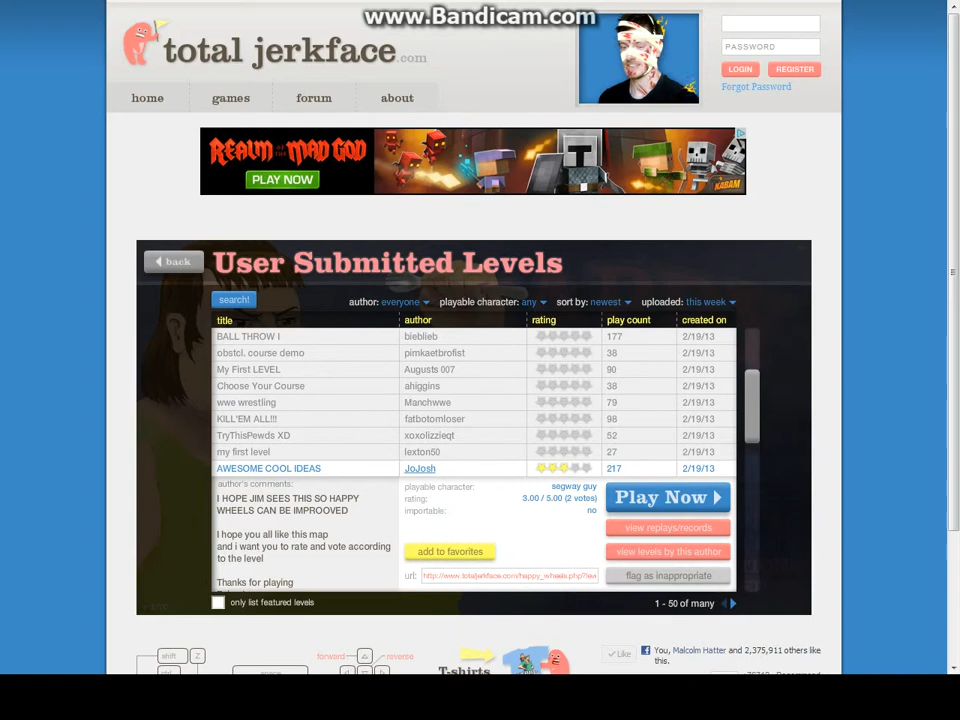 www.Bandicam.com
total jerkface.com
PASSWORD
LOGIN REGISTER
Forgot Password
home games forum about
REALM OF THE MAD GOD
PLAY NOW
KABAM
back
User Submitted Levels
search!
author: everyone playable character: any sort by: newest uploaded: this week
title author rating play count created on
BALL THROW ! bieblieb 177 2/19/13
obstcl. course demo pimkaetbrofist 38 2/19/13
My First LEVEL Augusts 007 90 2/19/13
Choose Your Course ahiggins 38 2/19/13
wwe wrestling Manchwwe 79 2/19/13
KILL'EM ALL!!! fatbotomloser 98 2/19/13
TryThisPewds XD xoxolizzieqt 52 2/19/13
my first level lexton50 27 2/19/13
AWESOME COOL IDEAS JoJosh 217 2/19/13
author's comments:
I HOPE JIM SEES THIS SO HAPPY
WHEELS CAN BE IMPROOVED
I hope you all like this map
and i want you to rate and vote according
to the level
Thanks for playing
playable character: segway guy
rating: 3.00 / 5.00 (2 votes)
importable: no
add to favorites
url: http://www.totaljerkface.com/happy_wheels.php?lev
Play Now
view replays/records
view levels by this author
flag as inappropriate
only list featured levels
1 - 50 of many
shift Z
forward reverse
T-shirts
Like
You, Malcolm Hatter and 2,375,911 others like
this.